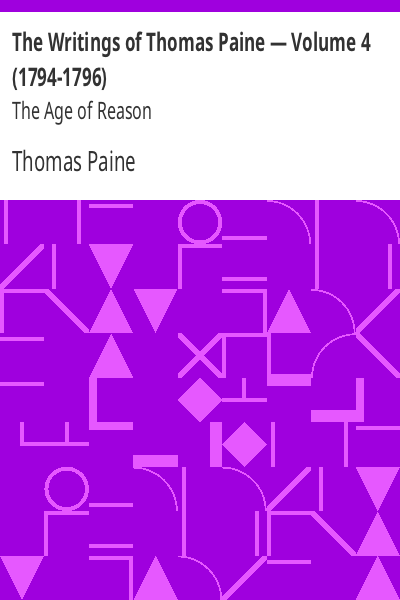 The Writings of Thomas Paine — Volume 4
(1794-1796)
The Age of Reason
Thomas Paine